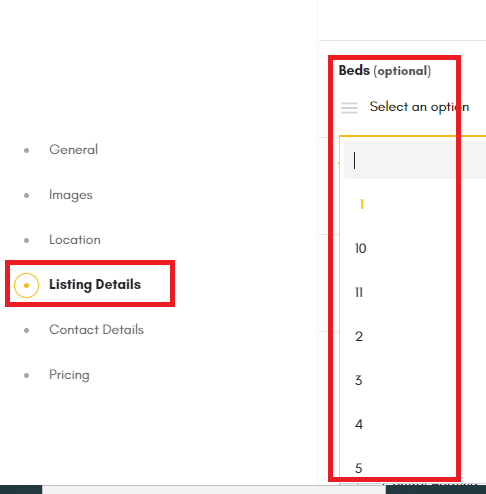 General
Images
Location
Listing Details
Contact Details
Pricing
Beds (optional)
Select an option
1
10
11
2
3
4
5